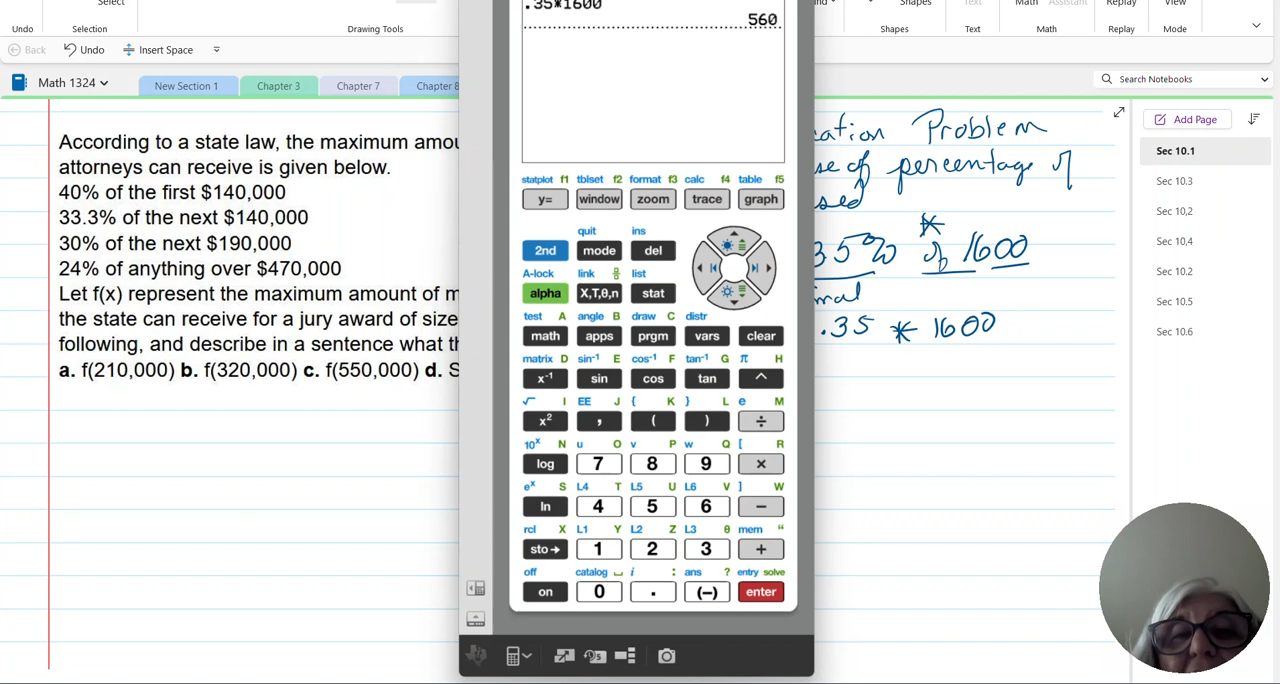 Select
Shapes
Text
Math
Assistant
Replay
View
Undo
Selection
Drawing Tools
Shapes
Text
Math
Replay
Mode
Back
Undo
Insert Space
Math 1324
New Section 1
Chapter 3
Chapter 7
Chapter 8
Search Notebooks
Add Page
Sec 10.1
Sec 10.3
Sec 10,2
Sec 10,4
Sec 10.2
Sec 10.5
Sec 10.6
According to a state law, the maximum amou
attorneys can receive is given below.
40% of the first $140,000
33.3% of the next $140,000
30% of the next $190,000
24% of anything over $470,000
Let f(x) represent the maximum amount of m
the state can receive for a jury award of size
following, and describe in a sentence what th
a. f(210,000) b. f(320,000) c. f(550,000) d. S
ation Problem
se of percentage of
sed
*
35% of 1600
mal
.35 * 1600
.35*1600
560
statplot f1 tblset f2 format f3 calc f4 table f5
y= window zoom trace graph
quit ins
2nd mode del
A-lock link list
alpha X,T,θ,n stat
test A angle B draw C distr
math apps prgm vars clear
matrix D sin-1 E cos-1 F tan-1 G π H
x-1 sin cos tan ^
√ I EE J { K } L e M
x2 , ( ) ÷
10x N u O v P w Q [ R
log 7 8 9 ×
ex S L4 T L5 U L6 V ] W
ln 4 5 6 −
rcl X L1 Y L2 Z L3 θ mem "
sto→ 1 2 3 +
off catalog ⎵ i : ans ? entry solve
on 0 . (−) enter